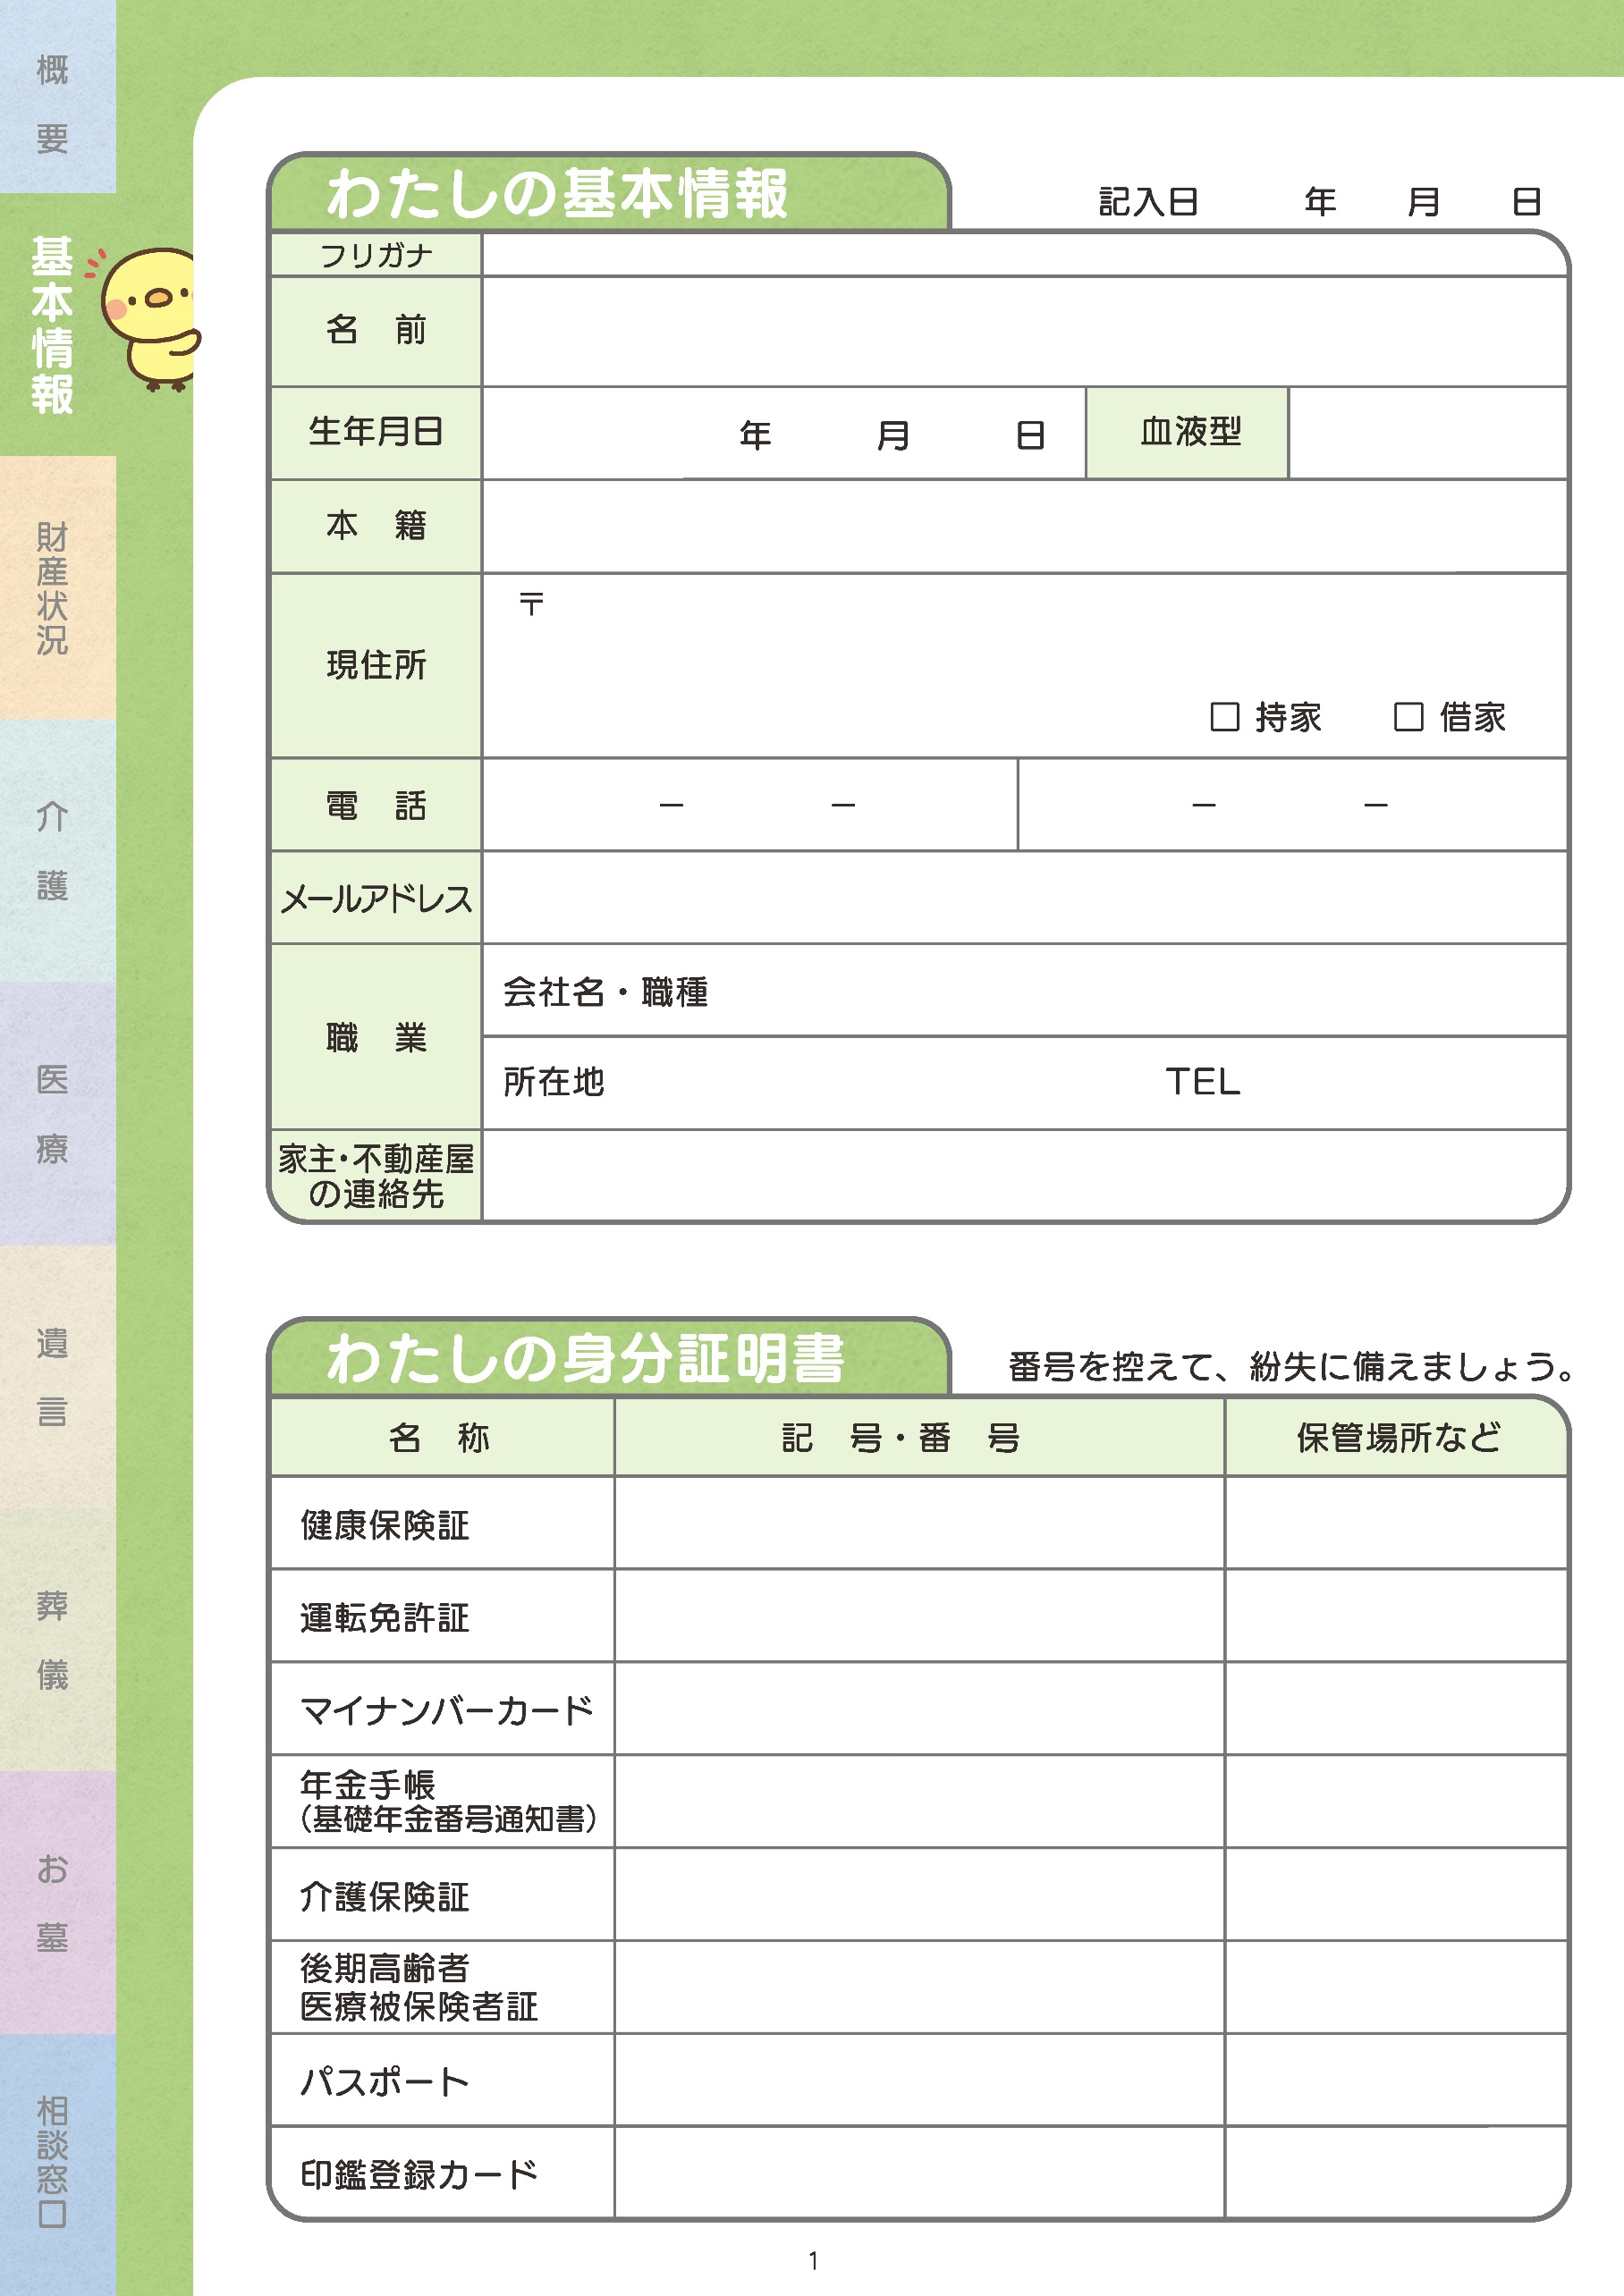 概要
基本情報
財産状況
介護
医療
遺言
葬儀
お墓
相談窓口
わたしの基本情報
記入日　年　月　日
フリガナ
名　前
生年月日　年　月　日　血液型
本　籍
現住所
〒
□ 持家　□ 借家
電　話　－　－　－　－
メールアドレス
職　業
会社名・職種
所在地　TEL
家主・不動産屋
の連絡先
わたしの身分証明書
番号を控えて、紛失に備えましょう。
名　称　記　号・番　号　保管場所など
健康保険証
運転免許証
マイナンバーカード
年金手帳
（基礎年金番号通知書）
介護保険証
後期高齢者
医療被保険者証
パスポート
印鑑登録カード
1